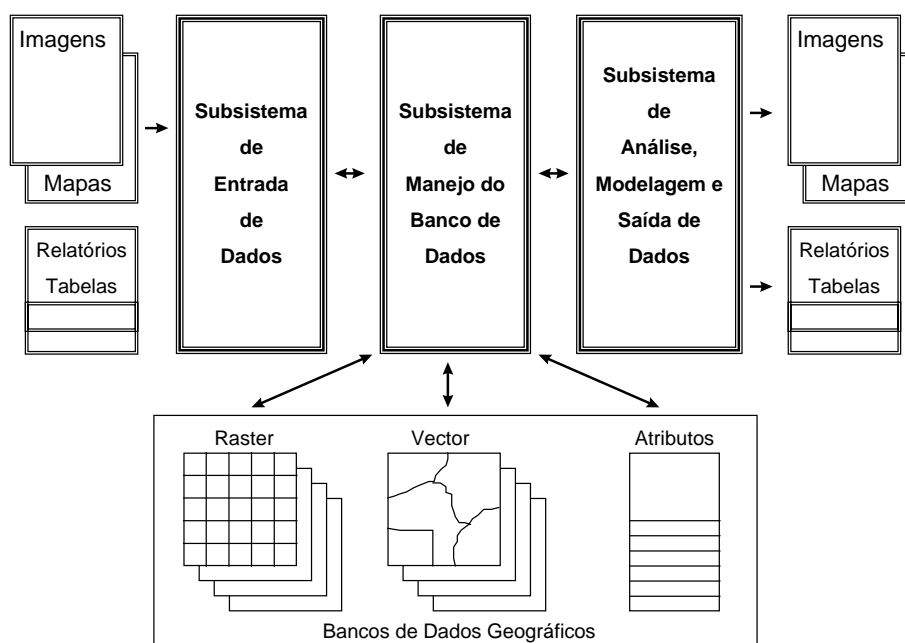 Imagens
Mapas
Relatórios
Tabelas
Subsistema
de
Entrada
de
Dados
Subsistema
de
Manejo do
Banco de
Dados
Subsistema
de
Análise,
Modelagem e
Saída de
Dados
Imagens
Mapas
Relatórios
Tabelas
Raster
Vector
Atributos
Bancos de Dados Geográficos